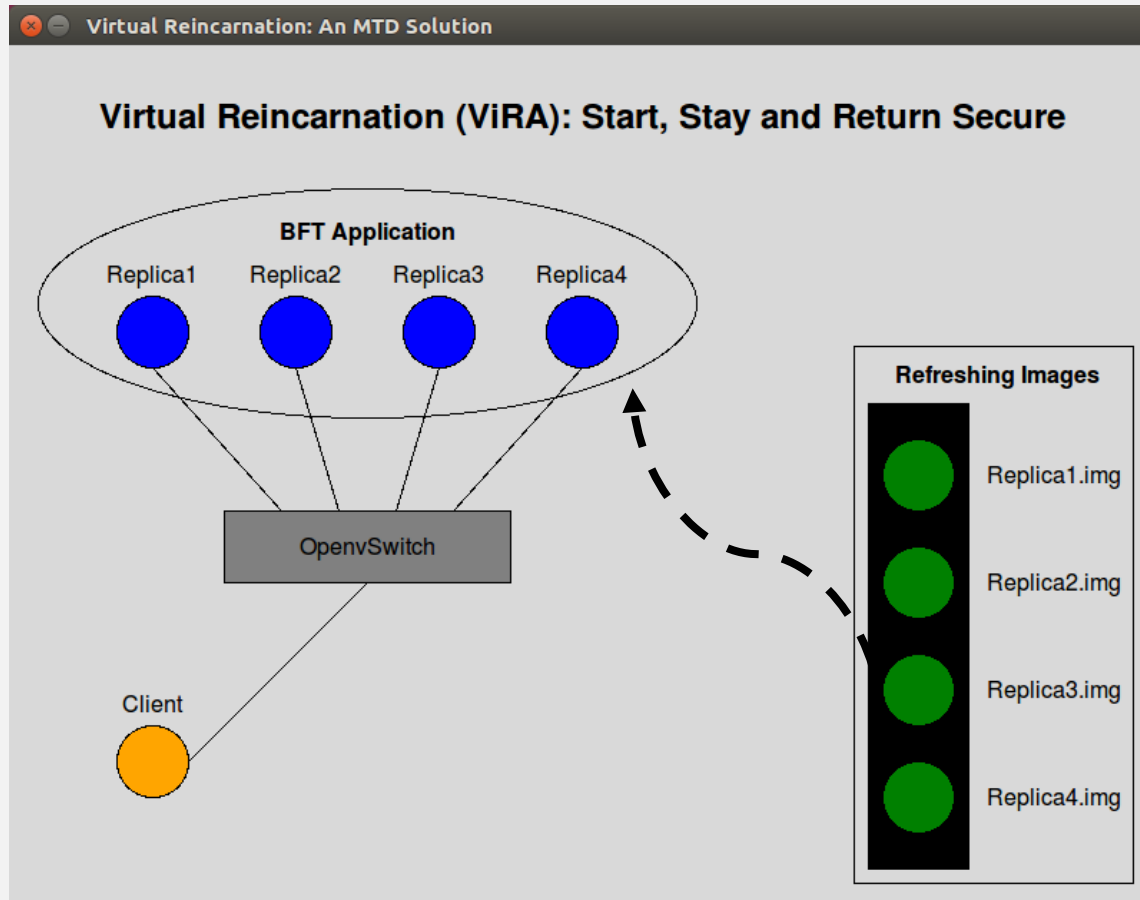 Virtual Reincarnation: An MTD Solution
Virtual Reincarnation (ViRA): Start, Stay and Return Secure
BFT Application
Replica1 Replica2 Replica3 Replica4
OpenvSwitch
Client
Refreshing Images
Replica1.img
Replica2.img
Replica3.img
Replica4.img